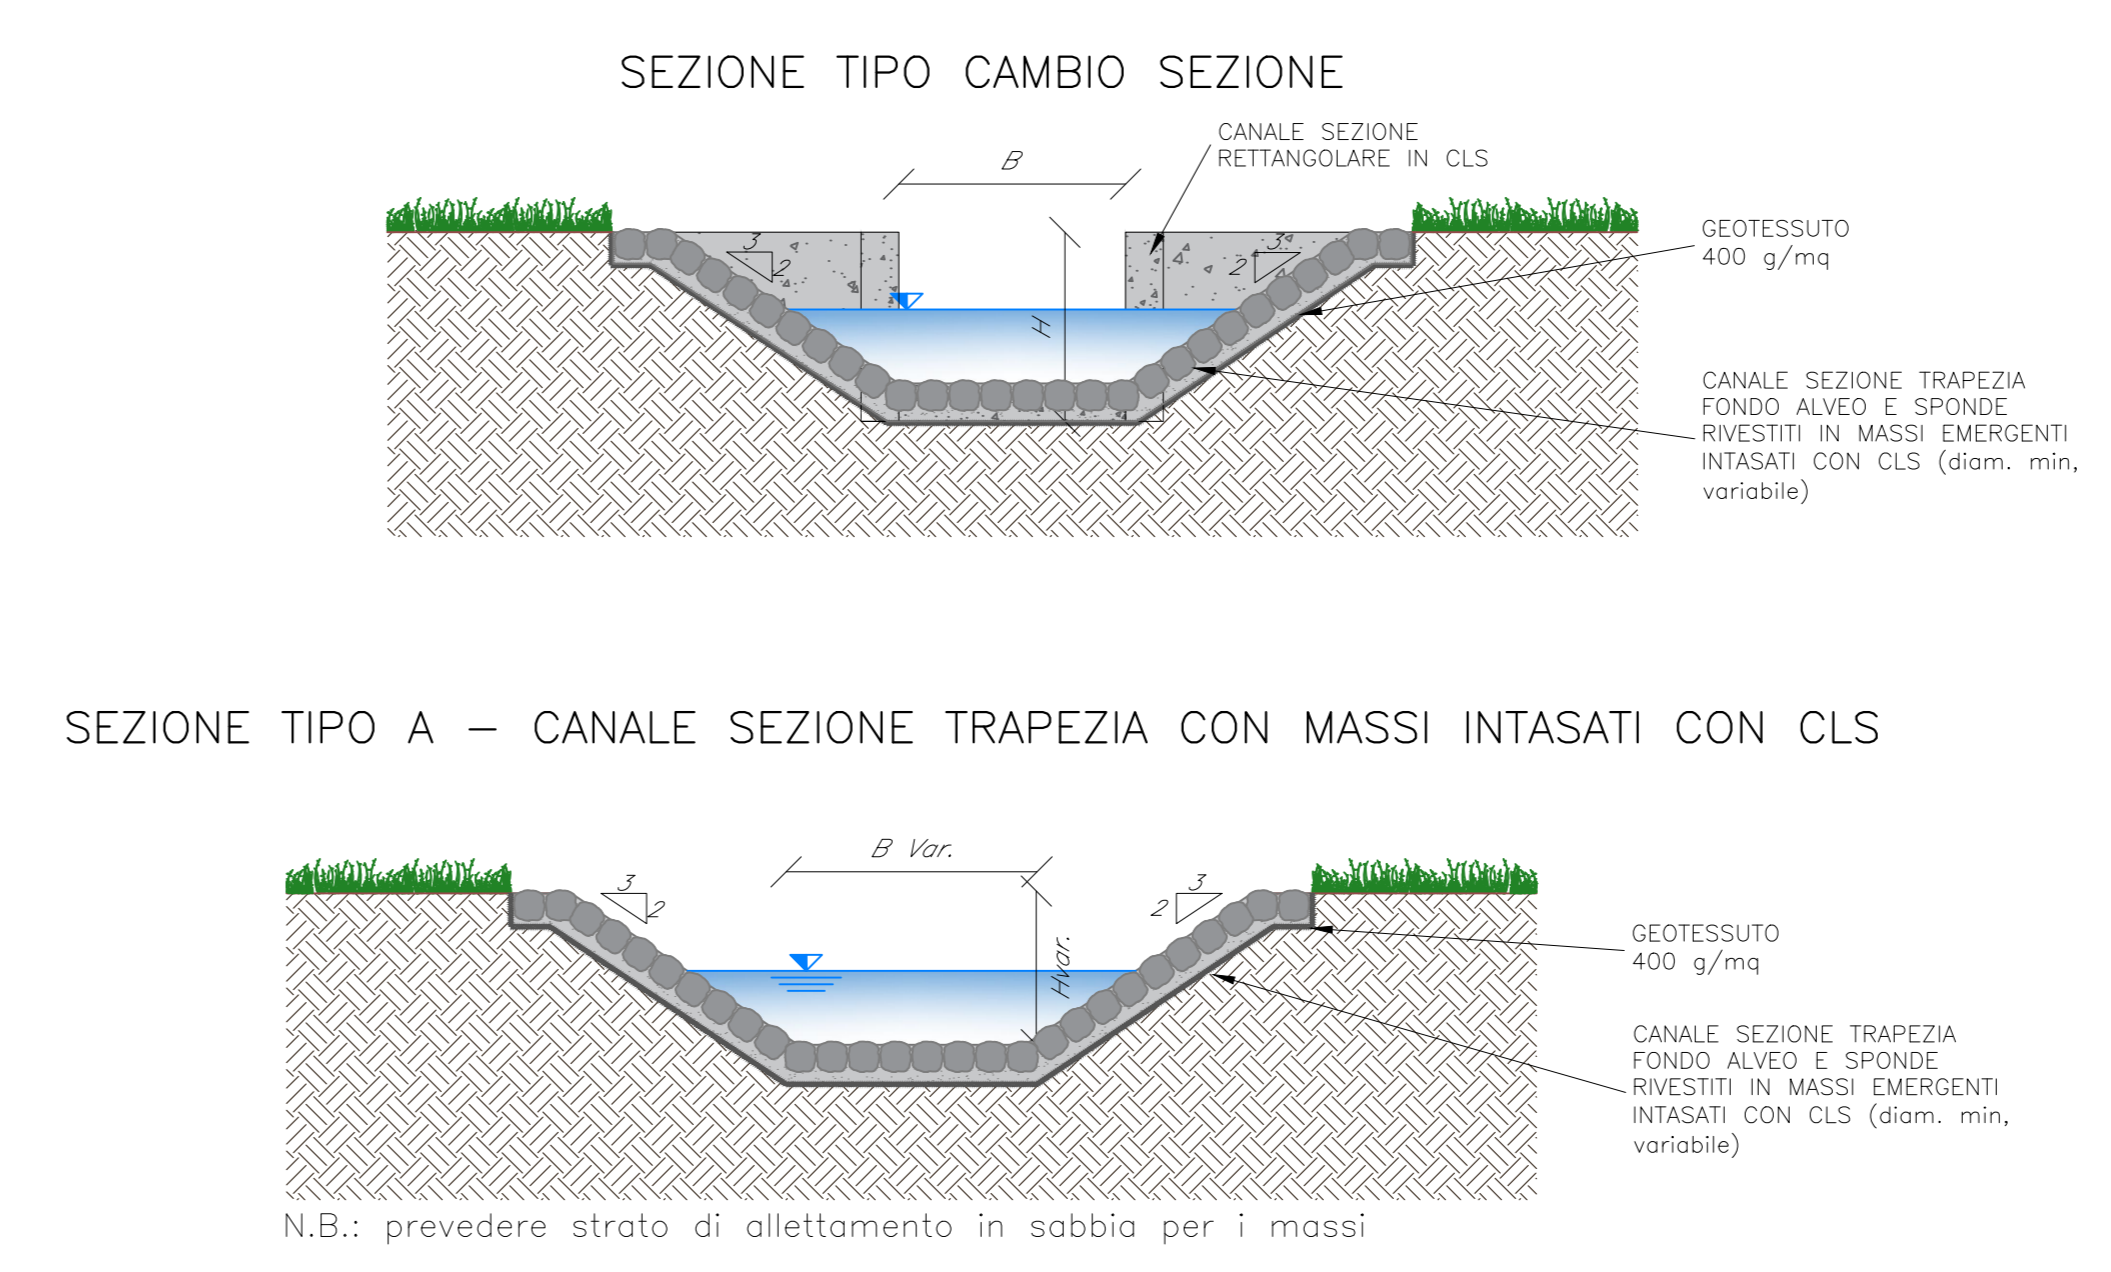 SEZIONE TIPO CAMBIO SEZIONE
CANALE SEZIONE
RETTANGOLARE IN CLS
B
3
2
3
2
H
GEOTESSUTO
400 g/mq
CANALE SEZIONE TRAPEZIA
FONDO ALVEO E SPONDE
RIVESTITI IN MASSI EMERGENTI
INTASATI CON CLS (diam. min,
variabile)
SEZIONE TIPO A – CANALE SEZIONE TRAPEZIA CON MASSI INTASATI CON CLS
B Var.
3
2
3
2
Hvar.
GEOTESSUTO
400 g/mq
CANALE SEZIONE TRAPEZIA
FONDO ALVEO E SPONDE
RIVESTITI IN MASSI EMERGENTI
INTASATI CON CLS (diam. min,
variabile)
N.B.: prevedere strato di allettamento in sabbia per i massi